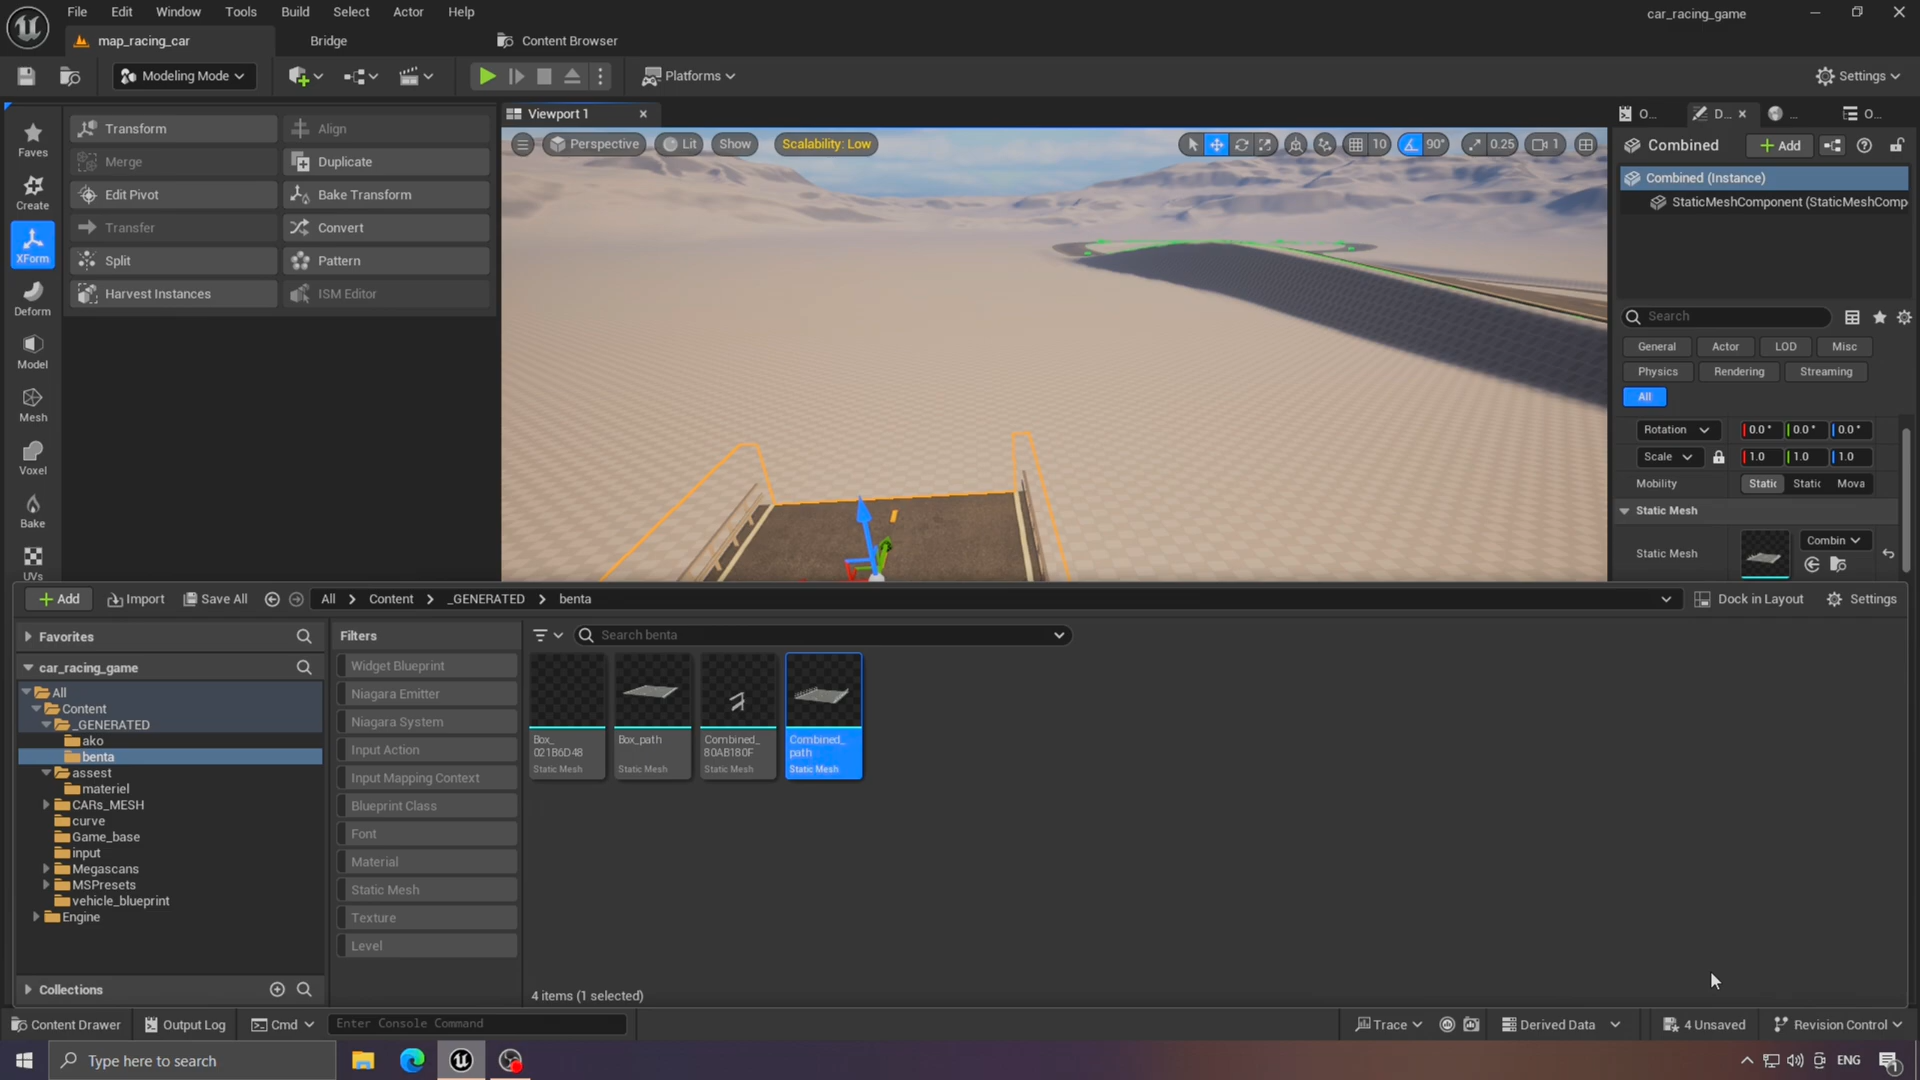 File Edit Window Tools Build Select Actor Help
car_racing_game
map_racing_car
Bridge
Content Browser
Modeling Mode
Platforms
Settings
Faves
Create
XForm
Deform
Model
Mesh
Voxel
Bake
UVs
Transform
Align
Merge
Duplicate
Edit Pivot
Bake Transform
Transfer
Convert
Split
Pattern
Harvest Instances
ISM Editor
Viewport 1
Perspective
Lit
Show
Scalability: Low
10
90°
0.25
1
O...
D...
...
O...
Combined
Add
Combined (Instance)
StaticMeshComponent (StaticMeshComp
Search
General
Actor
LOD
Misc
Physics
Rendering
Streaming
All
Rotation
0.0 °
0.0 °
0.0 °
Scale
1.0
1.0
1.0
Mobility
Static
Static
Mova
Static Mesh
Static Mesh
Combin
Add
Import
Save All
All
Content
_GENERATED
benta
Dock in Layout
Settings
Favorites
car_racing_game
All
Content
_GENERATED
ako
benta
assest
materiel
CARs_MESH
curve
Game_base
input
Megascans
MSPresets
vehicle_blueprint
Engine
Collections
Filters
Widget Blueprint
Niagara Emitter
Niagara System
Input Action
Input Mapping Context
Blueprint Class
Font
Material
Static Mesh
Texture
Level
Search benta
Box_
021B6D48
Static Mesh
Box_path
Static Mesh
Combined_
80AB180F
Static Mesh
Combined_
path
Static Mesh
4 items (1 selected)
Content Drawer
Output Log
Cmd
Enter Console Command
Trace
Derived Data
4 Unsaved
Revision Control
Type here to search
ENG
1